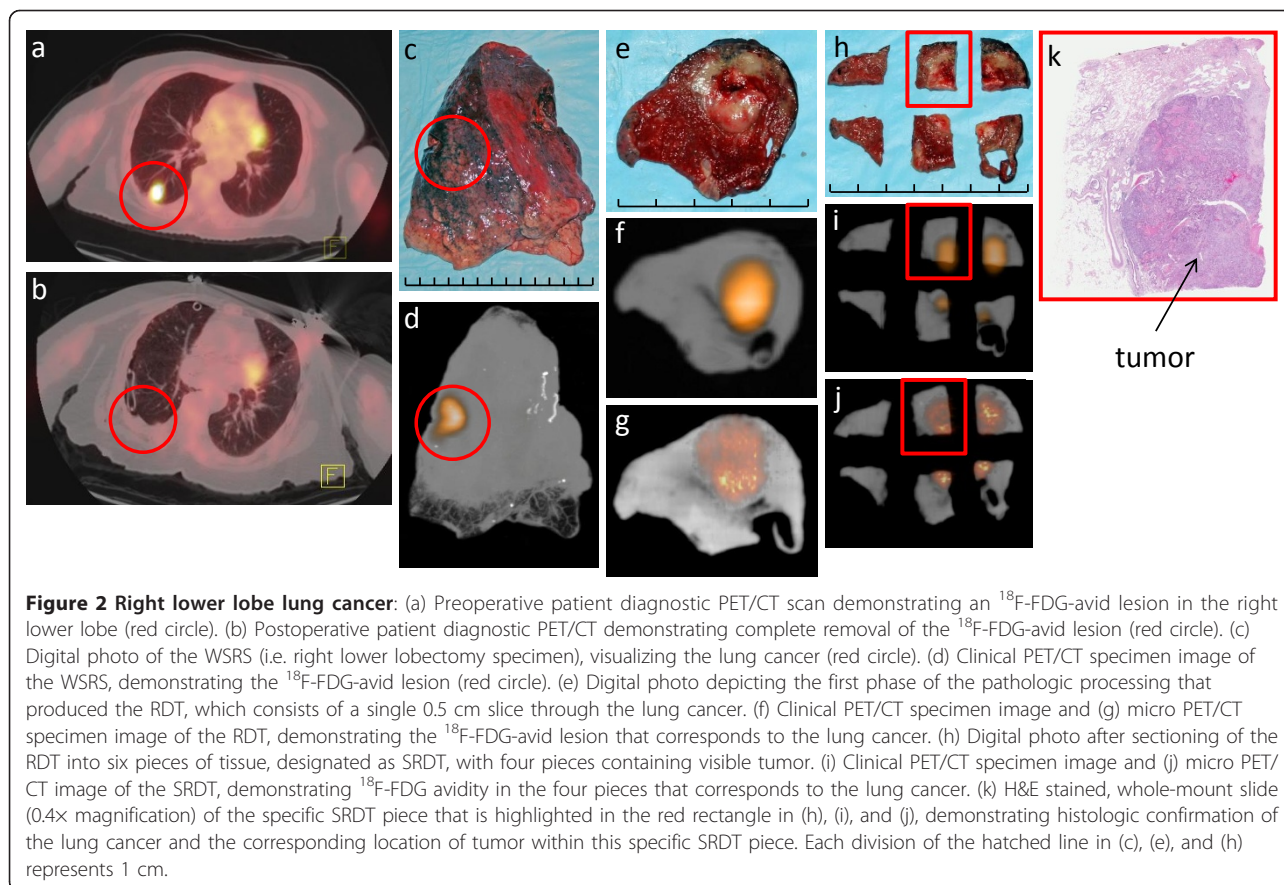 a
b
c
d
e
f
g
h
i
j
k
F
F
tumor
Figure 2 Right lower lobe lung cancer: (a) Preoperative patient diagnostic PET/CT scan demonstrating an ¹⁸F-FDG-avid lesion in the right
lower lobe (red circle). (b) Postoperative patient diagnostic PET/CT demonstrating complete removal of the ¹⁸F-FDG-avid lesion (red circle). (c)
Digital photo of the WSRS (i.e. right lower lobectomy specimen), visualizing the lung cancer (red circle). (d) Clinical PET/CT specimen image of
the WSRS, demonstrating the ¹⁸F-FDG-avid lesion (red circle). (e) Digital photo depicting the first phase of the pathologic processing that
produced the RDT, which consists of a single 0.5 cm slice through the lung cancer. (f) Clinical PET/CT specimen image and (g) micro PET/CT
specimen image of the RDT, demonstrating the ¹⁸F-FDG-avid lesion that corresponds to the lung cancer. (h) Digital photo after sectioning of the
RDT into six pieces of tissue, designated as SRDT, with four pieces containing visible tumor. (i) Clinical PET/CT specimen image and (j) micro PET/
CT image of the SRDT, demonstrating ¹⁸F-FDG avidity in the four pieces that corresponds to the lung cancer. (k) H&E stained, whole-mount slide
(0.4× magnification) of the specific SRDT piece that is highlighted in the red rectangle in (h), (i), and (j), demonstrating histologic confirmation of
the lung cancer and the corresponding location of tumor within this specific SRDT piece. Each division of the hatched line in (c), (e), and (h)
represents 1 cm.